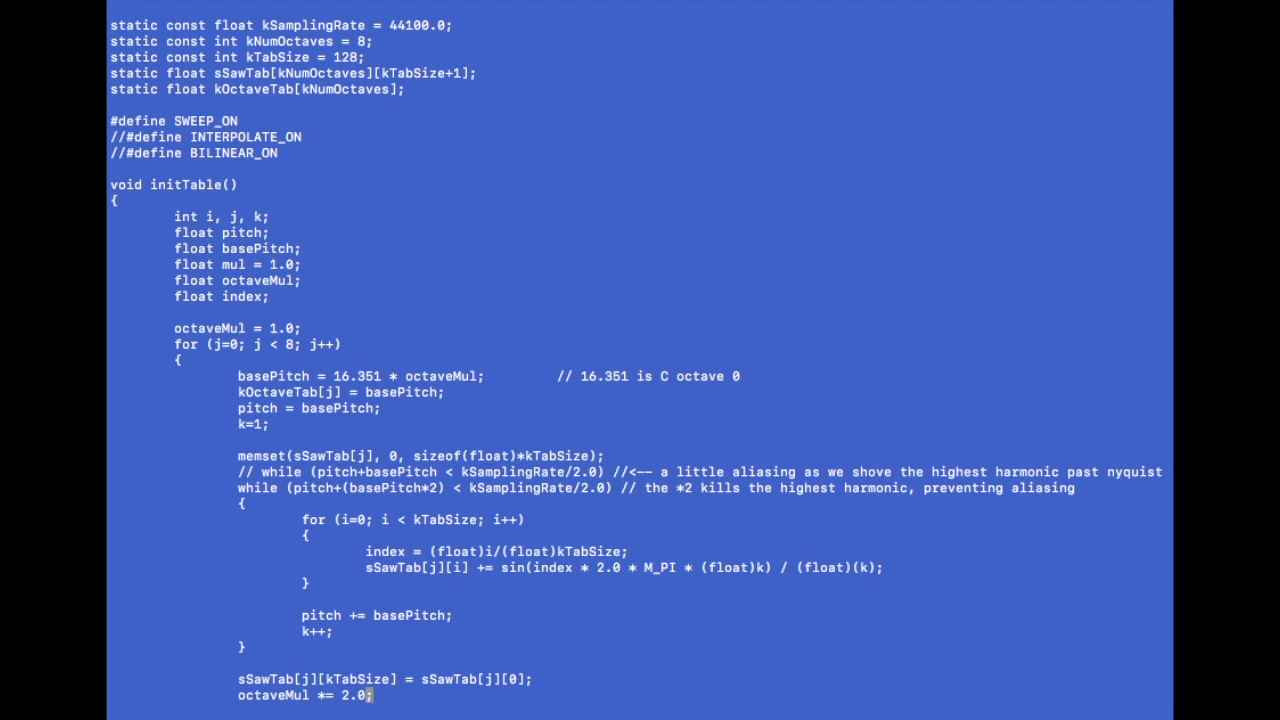 static const float kSamplingRate = 44100.0;
static const int kNumOctaves = 8;
static const int kTabSize = 128;
static float sSawTab[kNumOctaves][kTabSize+1];
static float kOctaveTab[kNumOctaves];
#define SWEEP_ON
//#define INTERPOLATE_ON
//#define BILINEAR_ON
void initTable()
{
int i, j, k;
float pitch;
float basePitch;
float mul = 1.0;
float octaveMul;
float index;
octaveMul = 1.0;
for (j=0; j < 8; j++)
{
basePitch = 16.351 * octaveMul; // 16.351 is C octave 0
kOctaveTab[j] = basePitch;
pitch = basePitch;
k=1;
memset(sSawTab[j], 0, sizeof(float)*kTabSize);
// while (pitch+basePitch < kSamplingRate/2.0) //<-- a little aliasing as we shove the highest harmonic past nyquist
while (pitch+(basePitch*2) < kSamplingRate/2.0) // the *2 kills the highest harmonic, preventing aliasing
{
for (i=0; i < kTabSize; i++)
{
index = (float)i/(float)kTabSize;
sSawTab[j][i] += sin(index * 2.0 * M_PI * (float)k) / (float)(k);
}
pitch += basePitch;
k++;
}
sSawTab[j][kTabSize] = sSawTab[j][0];
octaveMul *= 2.0;